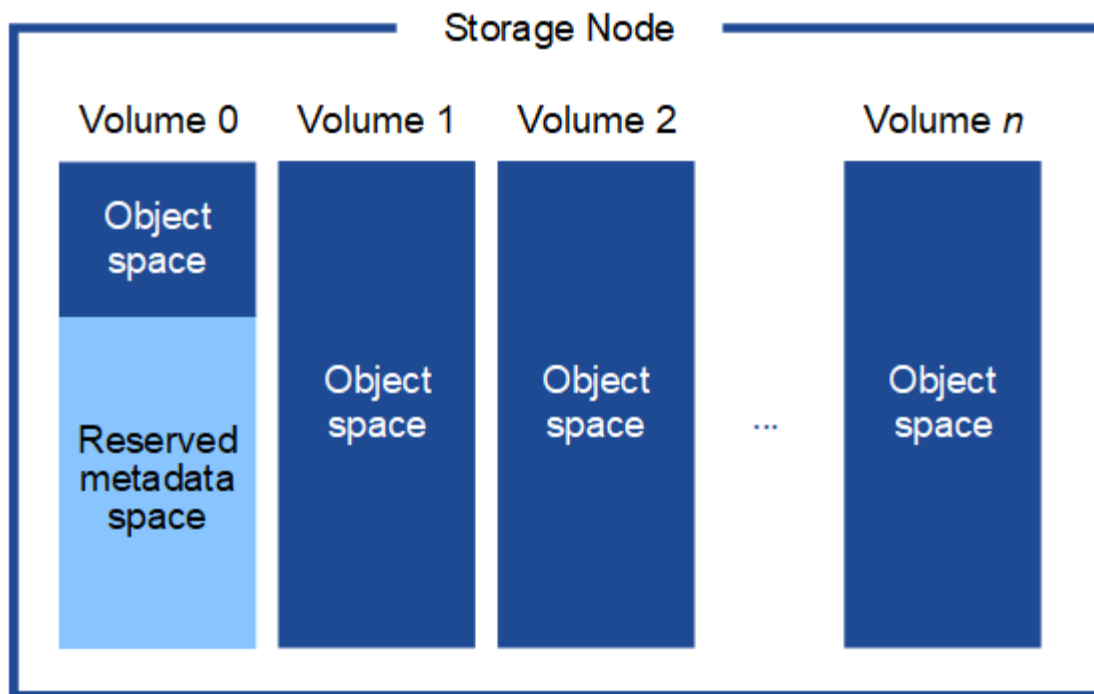 Storage Node
Volume 0
Volume 1
Volume 2
Volume n
Object
space
Reserved
metadata
space
Object
space
Object
space
...
Object
space